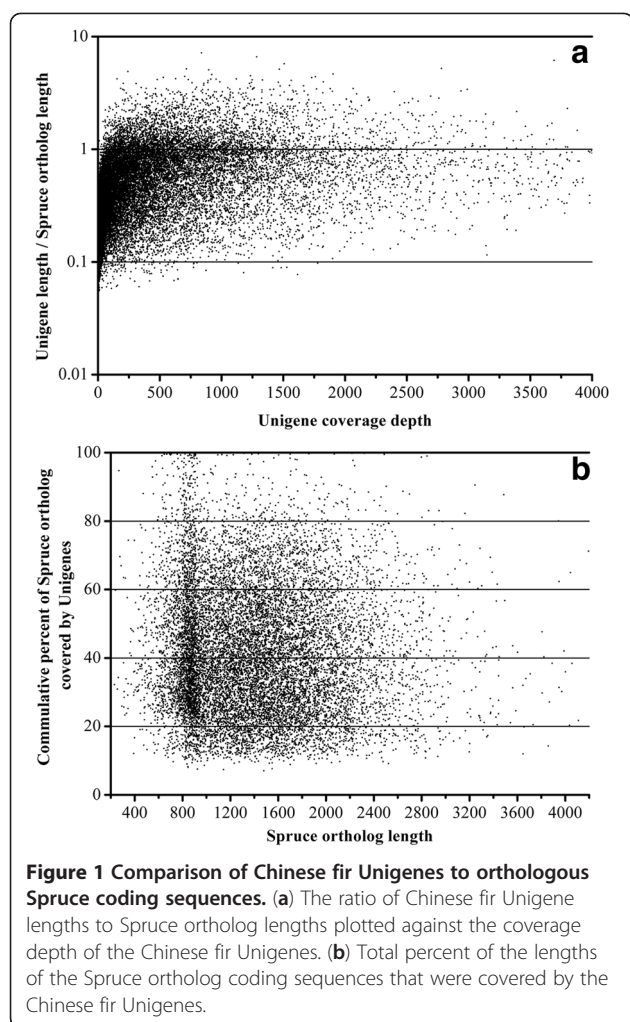 a
10
1
0.1
0.01
Unigene length / Spruce ortholog length
0 500 1000 1500 2000 2500 3000 3500 4000
Unigene coverage depth
b
100
80
60
40
20
0
Commulative percent of Spruce ortholog
covered by Unigenes
400 800 1200 1600 2000 2400 2800 3200 3600 4000
Spruce ortholog length
Figure 1 Comparison of Chinese fir Unigenes to orthologous
Spruce coding sequences. (a) The ratio of Chinese fir Unigene
lengths to Spruce ortholog lengths plotted against the coverage
depth of the Chinese fir Unigenes. (b) Total percent of the lengths
of the Spruce ortholog coding sequences that were covered by the
Chinese fir Unigenes.